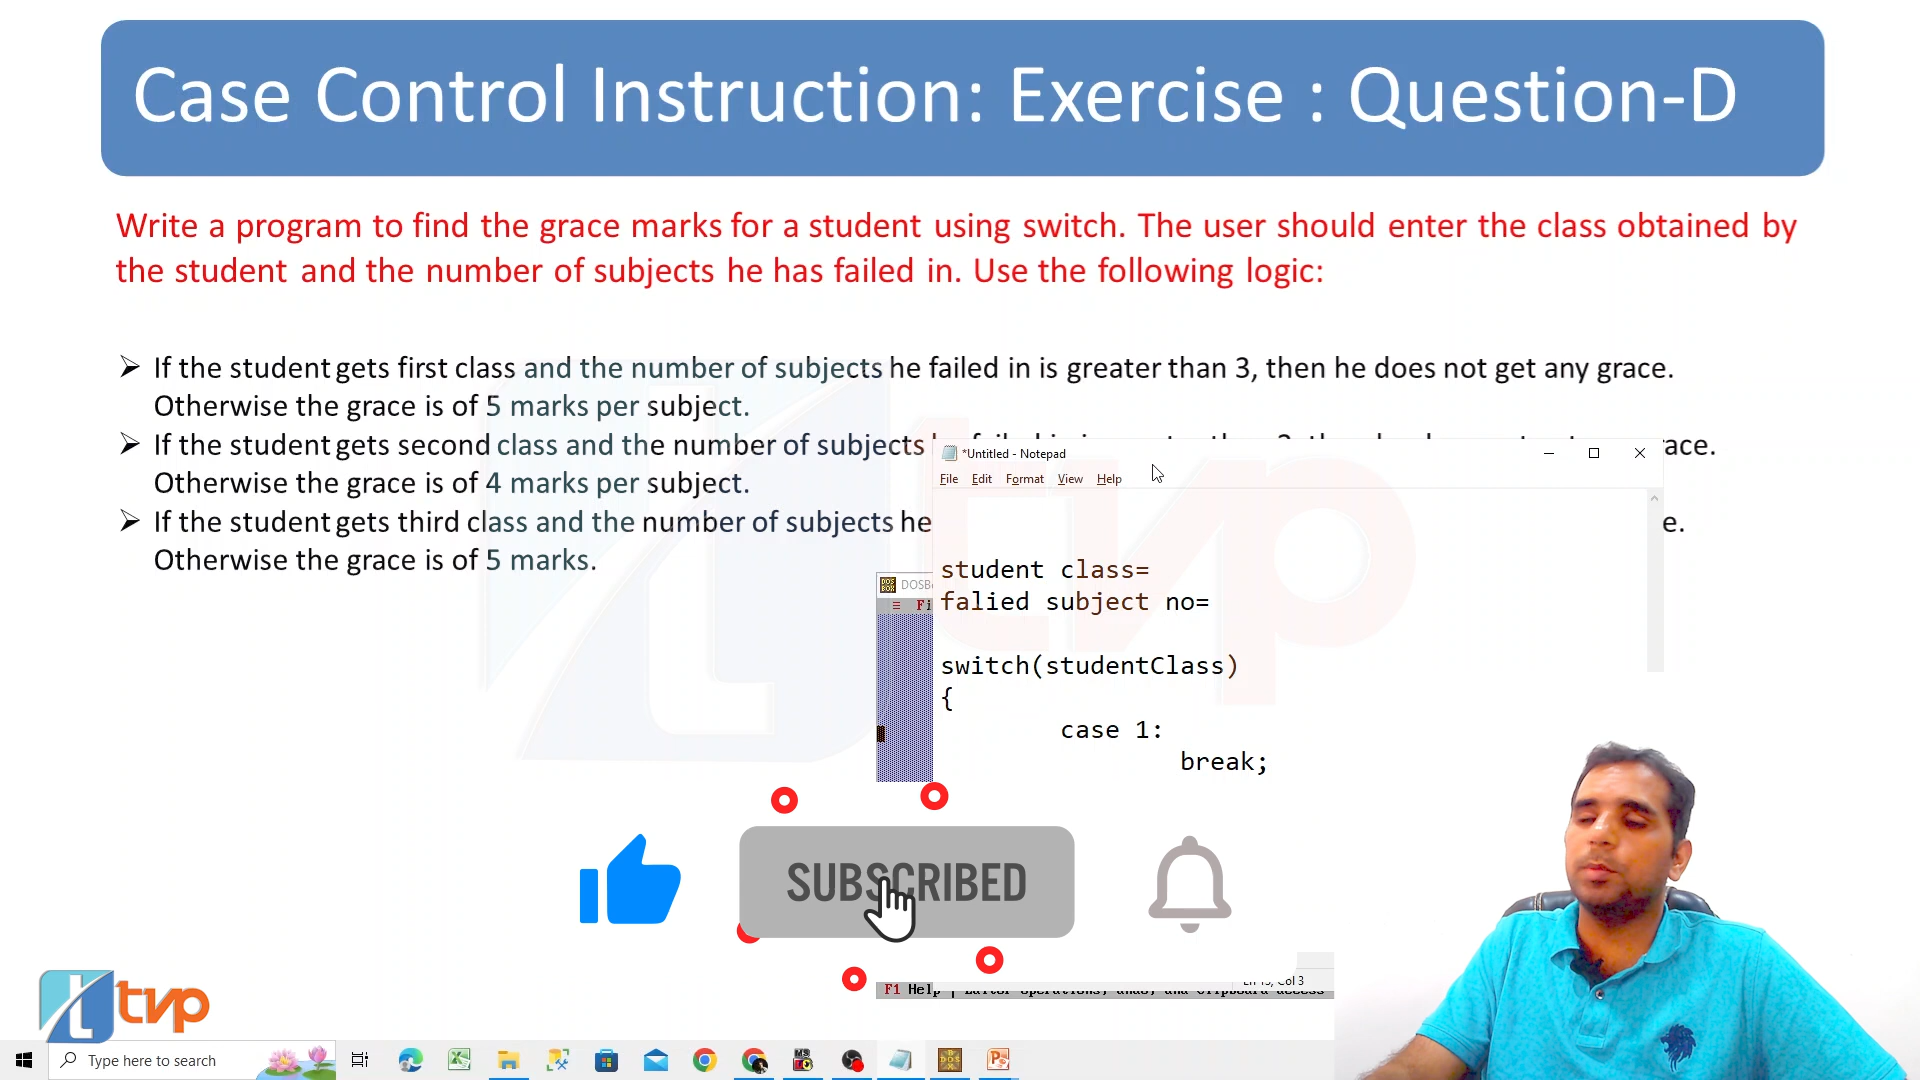 Case Control Instruction: Exercise : Question-D
Write a program to find the grace marks for a student using switch. The user should enter the class obtained by
the student and the number of subjects he has failed in. Use the following logic:
If the student gets first class and the number of subjects he failed in is greater than 3, then he does not get any grace.
Otherwise the grace is of 5 marks per subject.
If the student gets second class and the number of subjects
Otherwise the grace is of 4 marks per subject.
If the student gets third class and the number of subjects he
Otherwise the grace is of 5 marks.
*Untitled - Notepad
File Edit Format View Help
student class=
falied subject no=
switch(studentClass)
{
case 1:
break;
SUBSCRIBED
F1 Help
Col 3
tvp
Type here to search